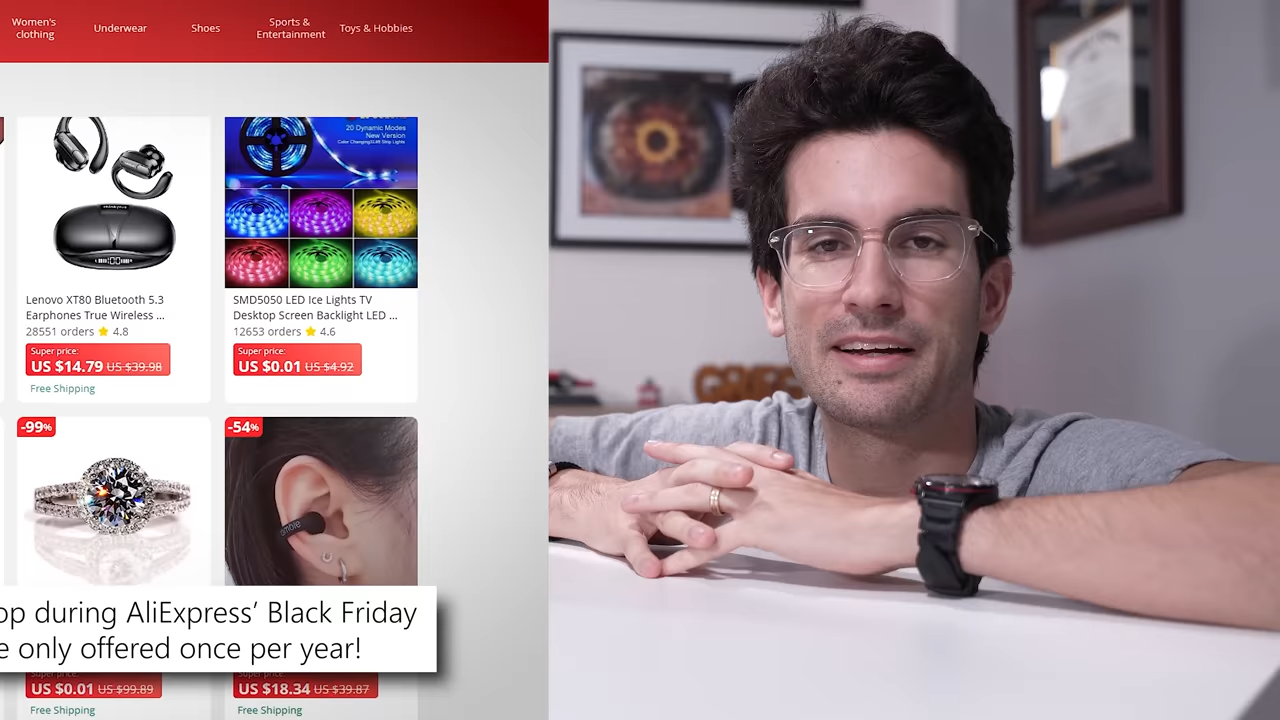 Women's
clothing
Underwear
Shoes
Sports &
Entertainment
Toys & Hobbies
20 Dynamic Modes
New Version
Lenovo XT80 Bluetooth 5.3
Earphones True Wireless ...
28551 orders 4.8
Super price:
US $14.79 US $39.98
Free Shipping
SMD5050 LED Ice Lights TV
Desktop Screen Backlight LED ...
12653 orders 4.6
Super price:
US $0.01 US $4.92
-99%
-54%
op during AliExpress' Black Friday
e only offered once per year!
Super price:
US $0.01 US $99.89
Free Shipping
Super price:
US $18.34 US $39.87
Free Shipping